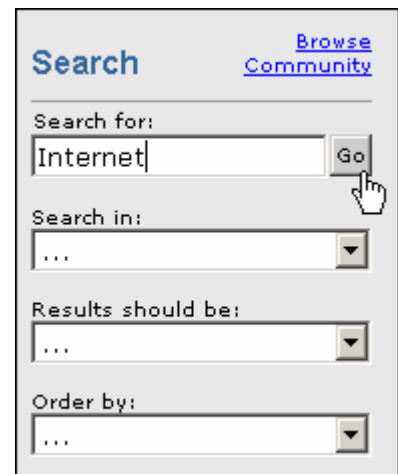 Browse
Search Community
Search for:
Internet Go
Search in:
...
Results should be:
...
Order by:
...